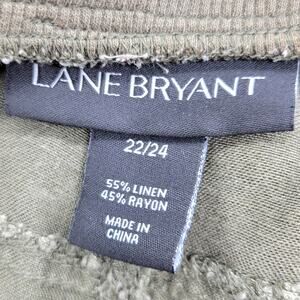 LANE BRYANT
22/24
55% LINEN
45% RAYON
MADE IN
CHINA